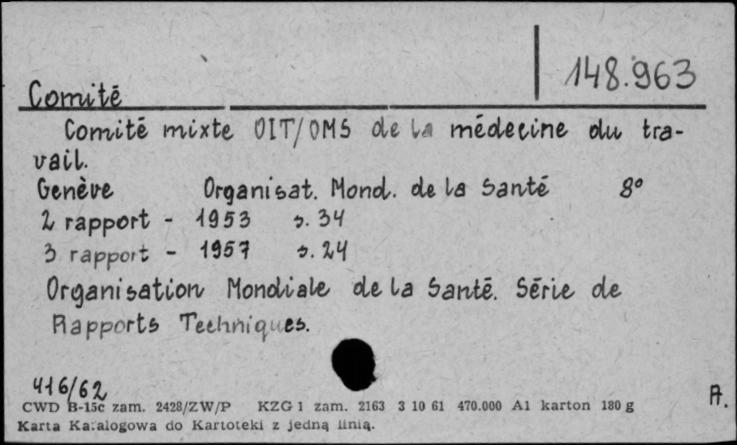 148.963
Comité
Comité mixte OIT/OMS de la médecine du tra-
vail.
Genève Organisat. Mond. de la Santé 8°
2 rapport - 1953 s. 34
3 rapport - 1957 s. 24
Organisation Mondiale de la Santé. Série de
Rapports Techniques.
416/62
A.
CWD B-15c zam. 2428/ZW/P KZG 1 zam. 2163 3 10 61 470.000 A1 karton 180 g
Karta Katalogowa do Kartoteki z jedną linią.